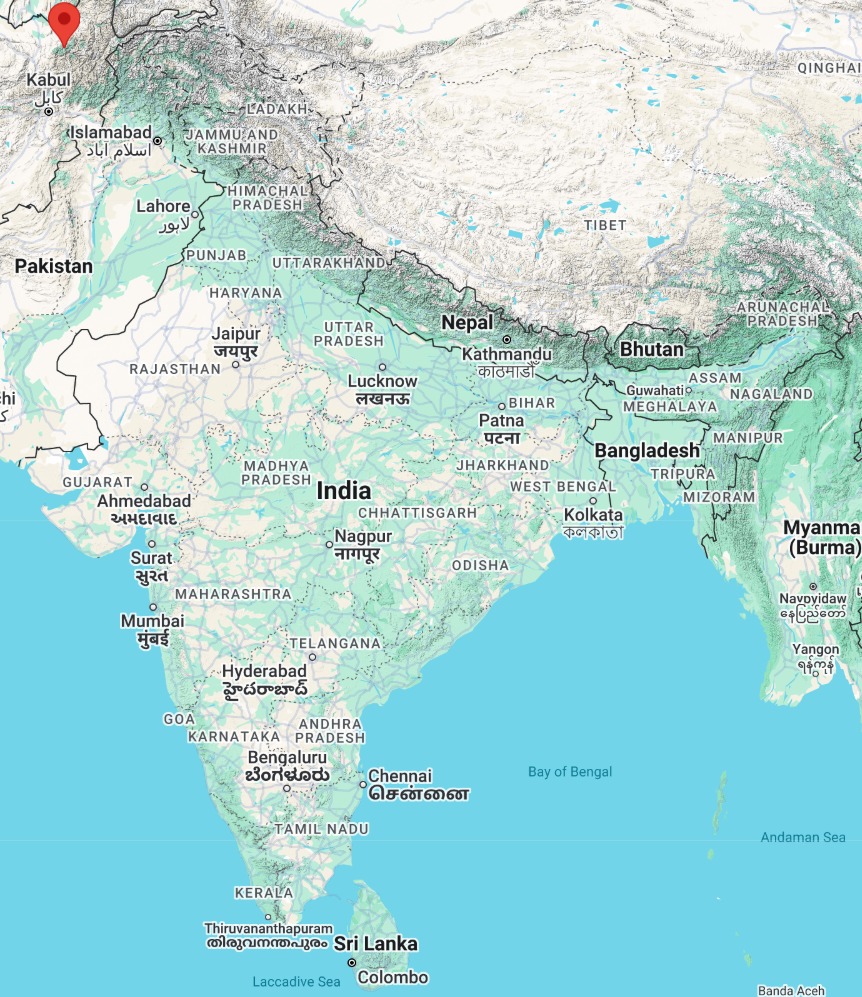 Kabul
کابل
QINGHAI
LADAKH
Islamabad
اسلام آباد
JAMMU AND
KASHMIR
HIMACHAL
PRADESH
Lahore
لاہور
TIBET
PUNJAB
Pakistan
UTTARAKHAND
HARYANA
ARUNACHAL
PRADESH
Nepal
UTTAR
PRADESH
Jaipur
जयपुर
Kathmandu
काठमाडौं
Bhutan
RAJASTHAN
Lucknow
लखनऊ
ASSAM
Guwahati
NAGALAND
BIHAR
MEGHALAYA
Patna
पटना
MANIPUR
Bangladesh
MADHYA
PRADESH
JHARKHAND
TRIPURA
GUJARAT
WEST BENGAL
India
MIZORAM
Ahmedabad
અમદાવાદ
CHHATTISGARH
Kolkata
কলকাতা
Myanma
(Burma)
Nagpur
नागपूर
Surat
સુરત
ODISHA
MAHARASHTRA
Naypyidaw
နေပြည်တော်
Mumbai
मुंबई
TELANGANA
Yangon
ရန်ကုန်
Hyderabad
హైదరాబాద్
GOA
ANDHRA
PRADESH
KARNATAKA
Bengaluru
ಬೆಂಗಳೂರು
Chennai
சென்னை
Bay of Bengal
TAMIL NADU
Andaman Sea
KERALA
Thiruvananthapuram
തിരുവനന്തപുരം
Sri Lanka
Colombo
Laccadive Sea
Banda Aceh